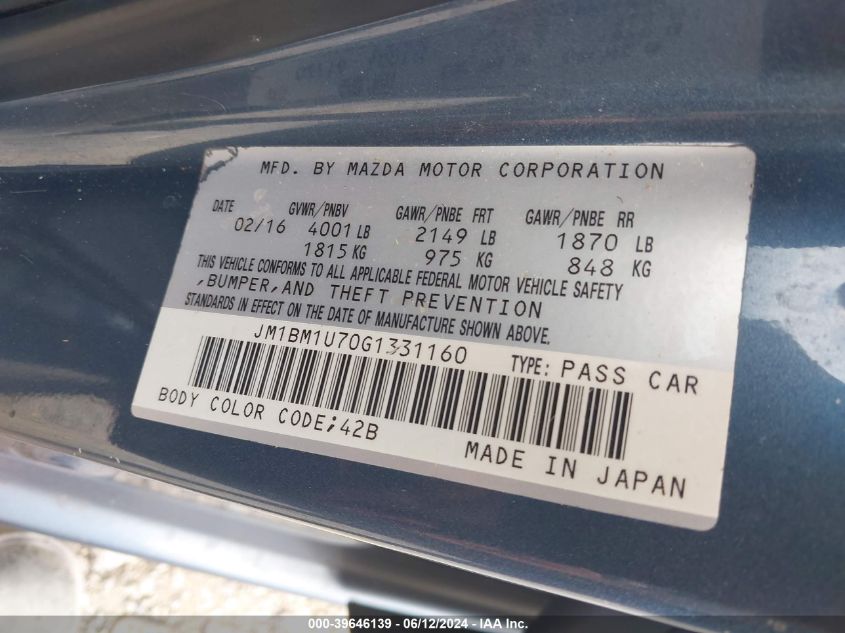 MFD. BY MAZDA MOTOR CORPORATION
DATE GVWR/PNBV GAWR/PNBE FRT GAWR/PNBE RR
02/16 4001 LB 2149 LB 1870 LB
1815 KG 975 KG 848 KG
THIS VEHICLE CONFORMS TO ALL APPLICABLE FEDERAL MOTOR VEHICLE SAFETY
,BUMPER,AND THEFT PREVENTION
STANDARDS IN EFFECT ON THE DATE OF MANUFACTURE SHOWN ABOVE.
JM1BM1U70G1331160 TYPE: PASS CAR
BODY COLOR CODE;42B
MADE IN JAPAN
000-39646139 - 06/12/2024 - IAA Inc.